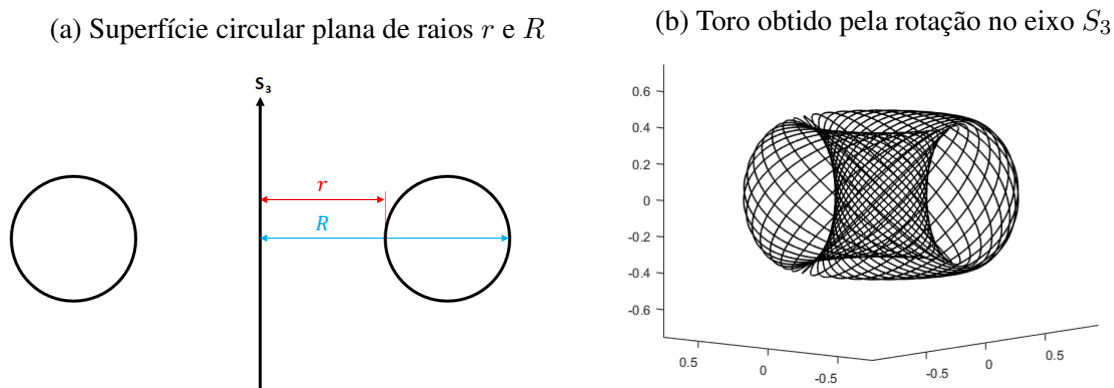 (a) Superfície circular plana de raios r e R
(b) Toro obtido pela rotação no eixo S₃
S₃
r
R
0.6
0.4
0.2
0
-0.2
-0.4
-0.6
0.5
0
-0.5
-0.5
0
0.5